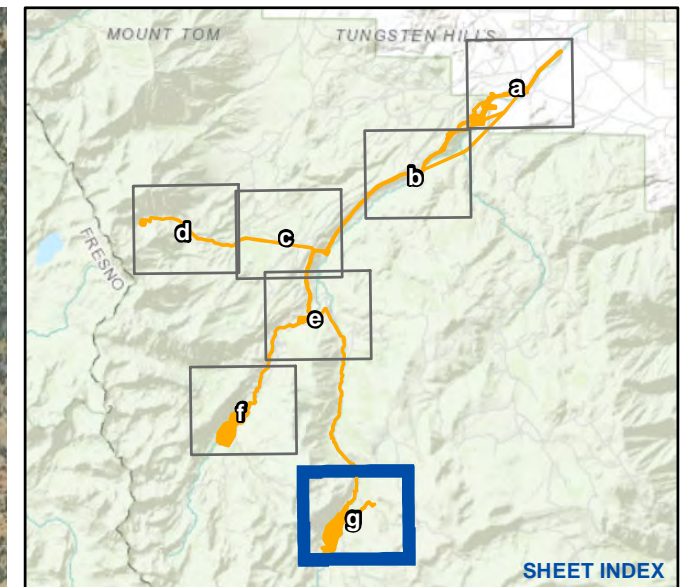 MOUNT TOM
TUNGSTEN HILLS
a
b
d
c
FRESNO
e
f
g
SHEET INDEX